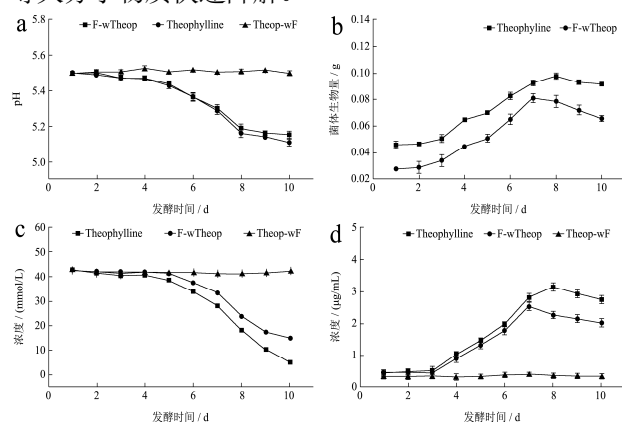 a
F-wTheop Theophylline Theop-wF
5.8
5.6
5.4
5.2
5.0
pH
0 2 4 6 8 10
发酵时间 / d
b
Theophyline F-wTheop
0.14
0.12
0.10
0.08
0.06
0.04
0.02
菌体生物量 / g
0 2 4 6 8 10
发酵时间 / d
c
Theophylline F-wTheop Theop-wF
60
50
40
30
20
10
0
浓度 / (mmol/L)
0 2 4 6 8 10
发酵时间 / d
d
Theophylline F-wTheop Theop-wF
5
4
3
2
1
0
浓度 / (μg/mL)
0 2 4 6 8 10
发酵时间 / d